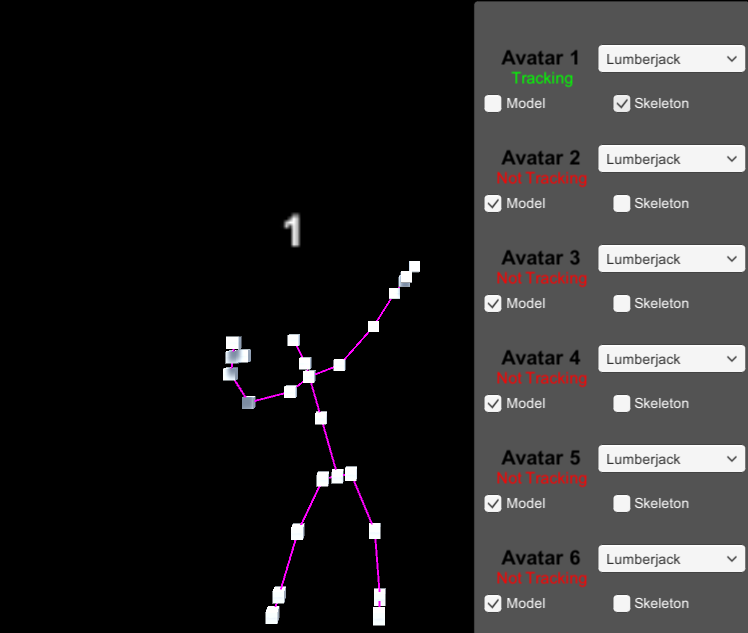 1
Avatar 1
Lumberjack
Tracking
Model
Skeleton
Avatar 2
Lumberjack
Not Tracking
Model
Skeleton
Avatar 3
Lumberjack
Not Tracking
Model
Skeleton
Avatar 4
Lumberjack
Not Tracking
Model
Skeleton
Avatar 5
Lumberjack
Not Tracking
Model
Skeleton
Avatar 6
Lumberjack
Not Tracking
Model
Skeleton